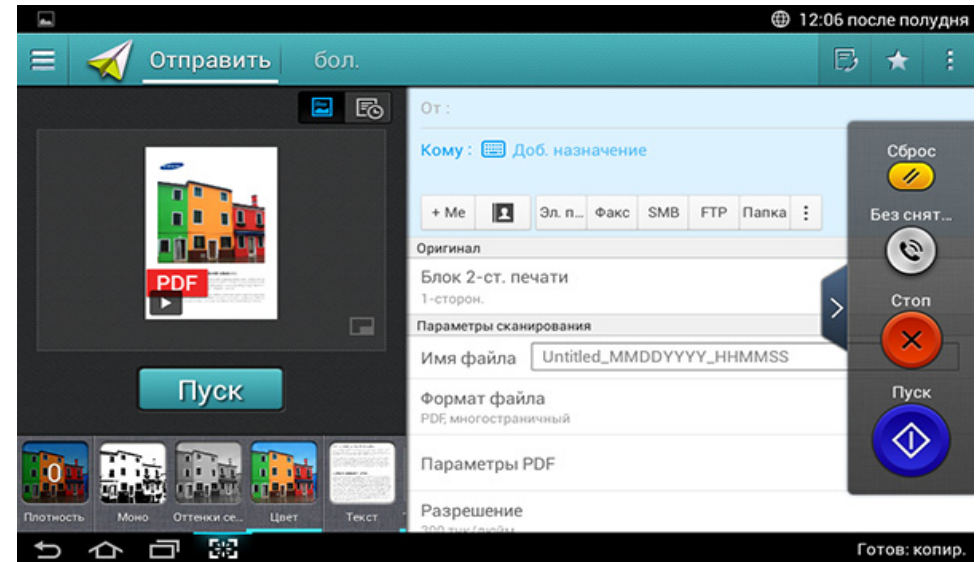 12:06 после полудня
Отправить
бол.
От :
Кому : Доб. назначение
+ Me
Эл. п...
Факс
SMB
FTP
Папка
Оригинал
Блок 2-ст. печати
1-сторон.
Параметры сканирования
Имя файла
Untitled_MMDDYYYY_HHMMSS
Формат файла
PDF, многостраничный
Параметры PDF
Разрешение
PDF
Пуск
0
Плотность
Моно
Оттенки се...
Цвет
Текст
Сброс
Без снят...
Стоп
Пуск
Готов: копир.